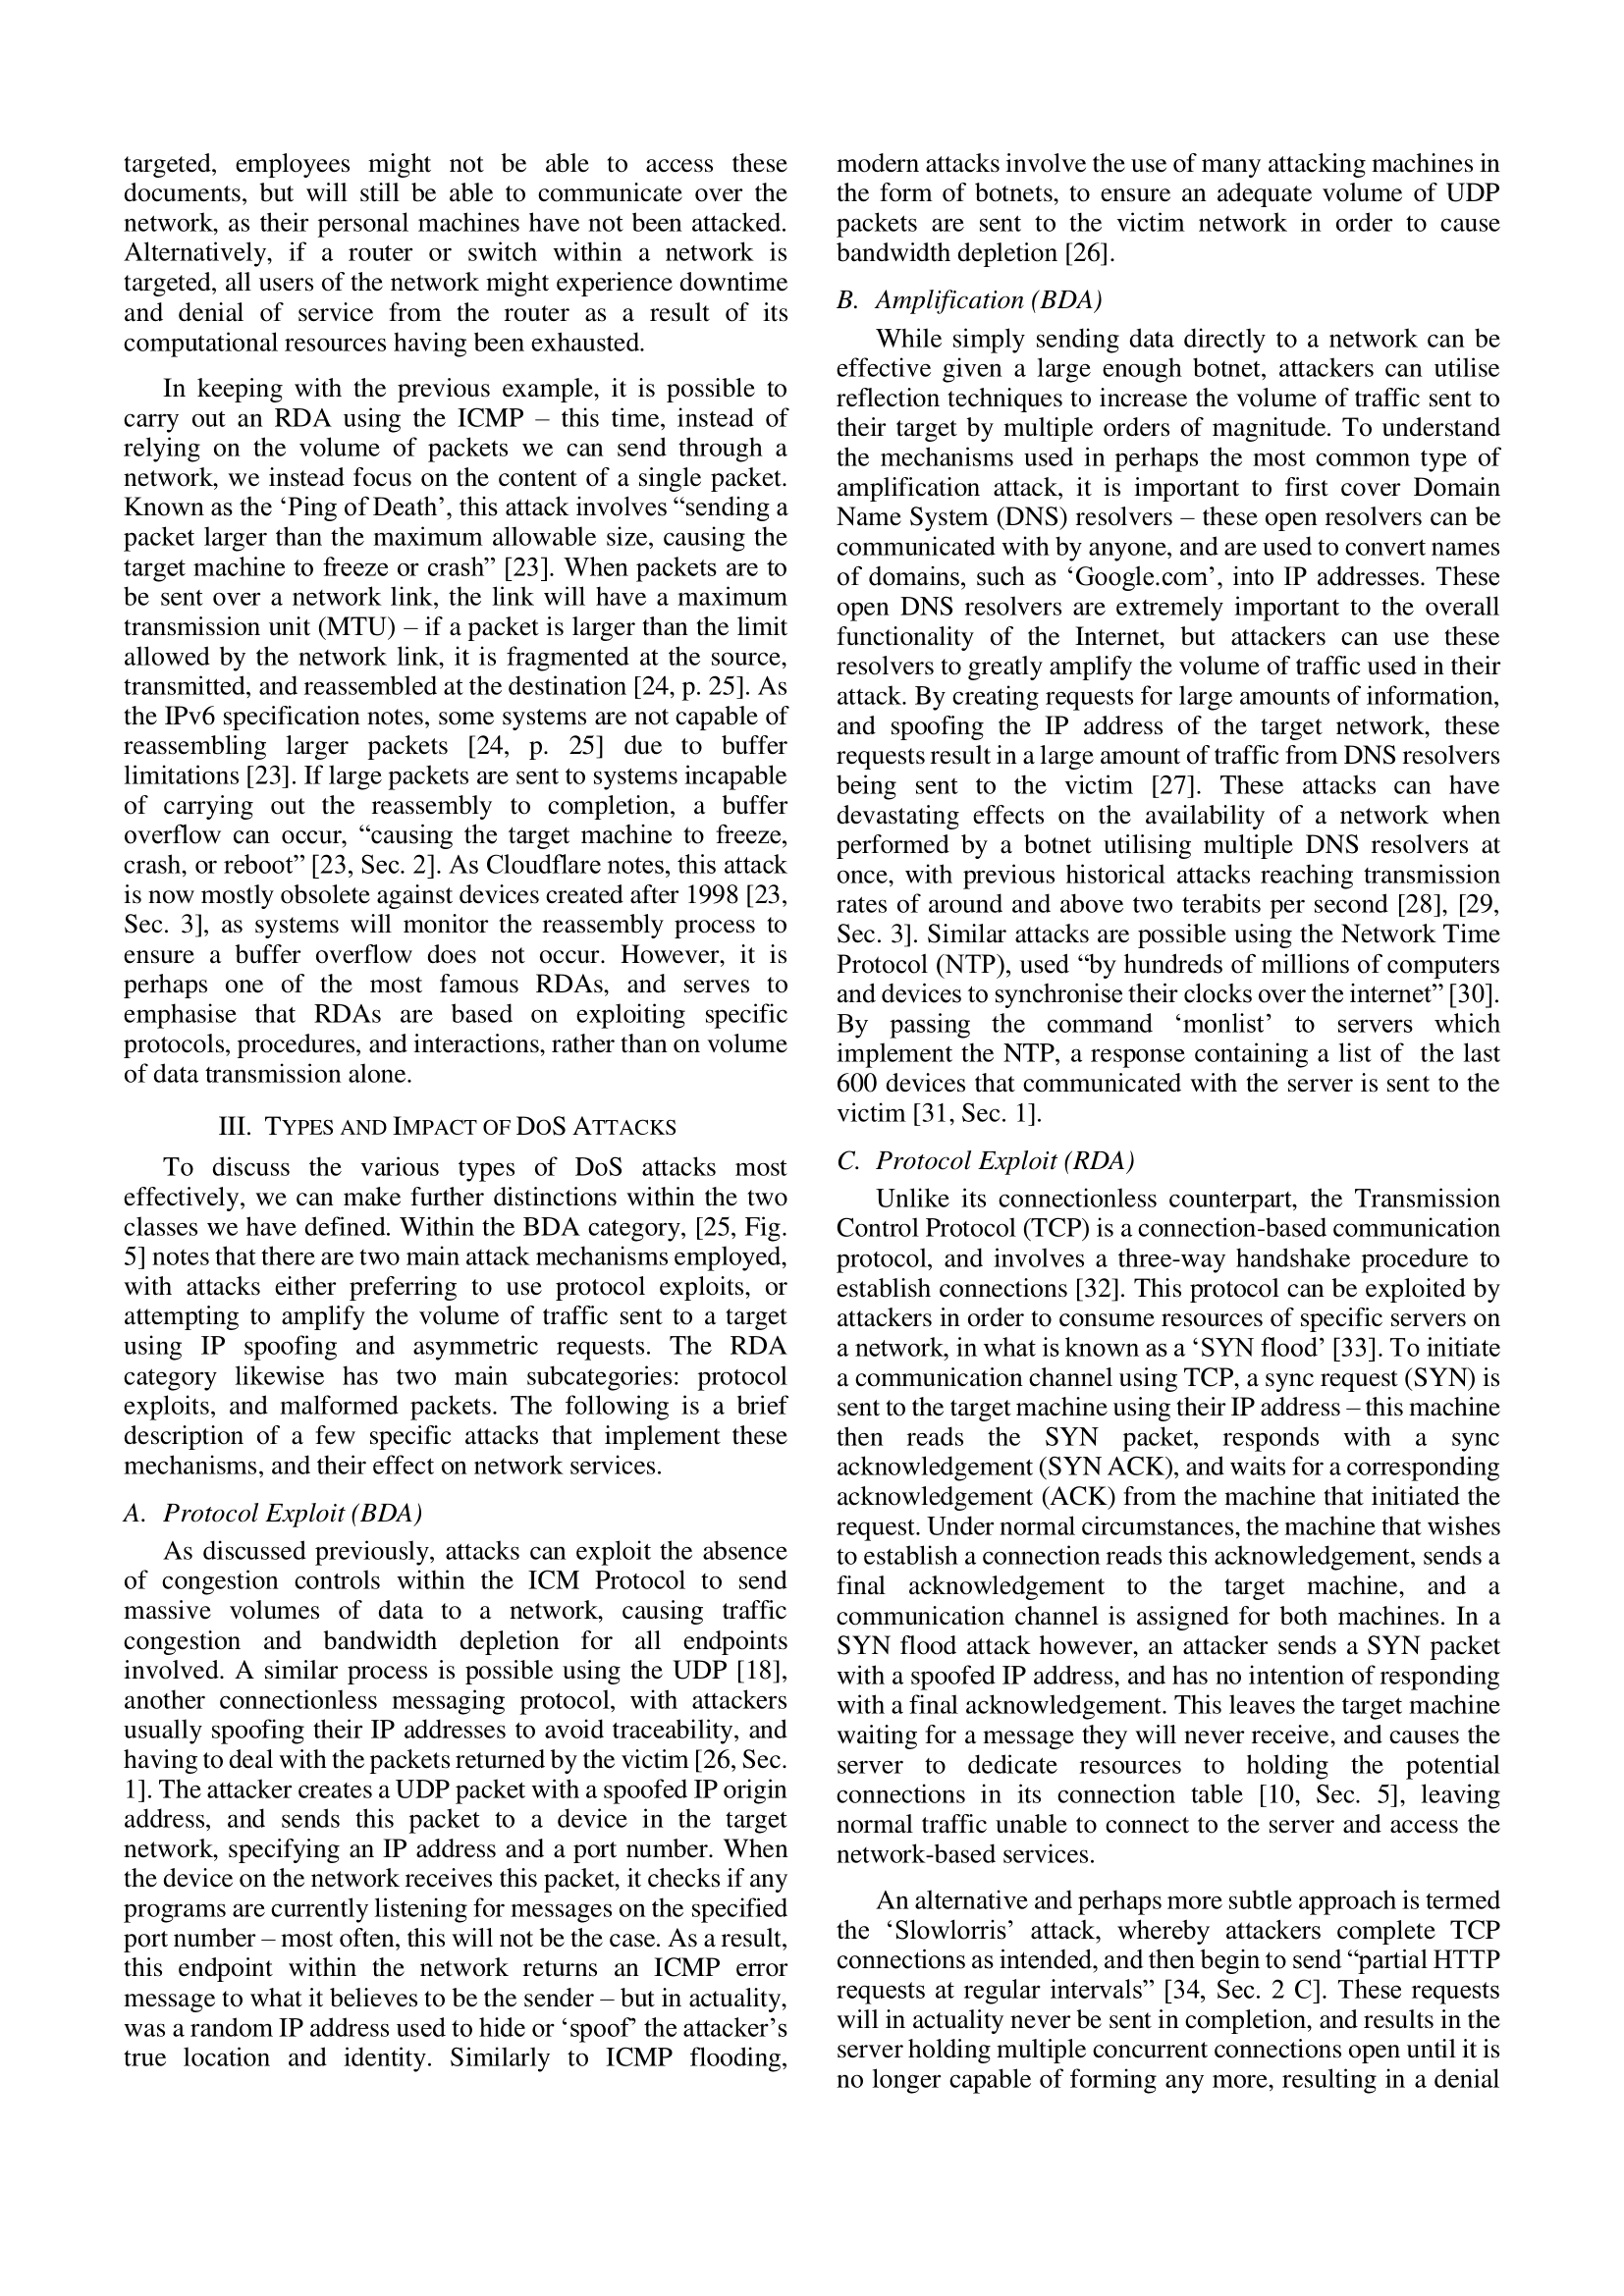 targeted, employees might not be able to access these
documents, but will still be able to communicate over the
network, as their personal machines have not been attacked.
Alternatively, if a router or switch within a network is
targeted, all users of the network might experience downtime
and denial of service from the router as a result of its
computational resources having been exhausted.
In keeping with the previous example, it is possible to
carry out an RDA using the ICMP – this time, instead of
relying on the volume of packets we can send through a
network, we instead focus on the content of a single packet.
Known as the ‘Ping of Death’, this attack involves “sending a
packet larger than the maximum allowable size, causing the
target machine to freeze or crash” [23]. When packets are to
be sent over a network link, the link will have a maximum
transmission unit (MTU) – if a packet is larger than the limit
allowed by the network link, it is fragmented at the source,
transmitted, and reassembled at the destination [24, p. 25]. As
the IPv6 specification notes, some systems are not capable of
reassembling larger packets [24, p. 25] due to buffer
limitations [23]. If large packets are sent to systems incapable
of carrying out the reassembly to completion, a buffer
overflow can occur, “causing the target machine to freeze,
crash, or reboot” [23, Sec. 2]. As Cloudflare notes, this attack
is now mostly obsolete against devices created after 1998 [23,
Sec. 3], as systems will monitor the reassembly process to
ensure a buffer overflow does not occur. However, it is
perhaps one of the most famous RDAs, and serves to
emphasise that RDAs are based on exploiting specific
protocols, procedures, and interactions, rather than on volume
of data transmission alone.
III. TYPES AND IMPACT OF DOS ATTACKS
To discuss the various types of DoS attacks most
effectively, we can make further distinctions within the two
classes we have defined. Within the BDA category, [25, Fig.
5] notes that there are two main attack mechanisms employed,
with attacks either preferring to use protocol exploits, or
attempting to amplify the volume of traffic sent to a target
using IP spoofing and asymmetric requests. The RDA
category likewise has two main subcategories: protocol
exploits, and malformed packets. The following is a brief
description of a few specific attacks that implement these
mechanisms, and their effect on network services.
A. Protocol Exploit (BDA)
As discussed previously, attacks can exploit the absence
of congestion controls within the ICM Protocol to send
massive volumes of data to a network, causing traffic
congestion and bandwidth depletion for all endpoints
involved. A similar process is possible using the UDP [18],
another connectionless messaging protocol, with attackers
usually spoofing their IP addresses to avoid traceability, and
having to deal with the packets returned by the victim [26, Sec.
1]. The attacker creates a UDP packet with a spoofed IP origin
address, and sends this packet to a device in the target
network, specifying an IP address and a port number. When
the device on the network receives this packet, it checks if any
programs are currently listening for messages on the specified
port number – most often, this will not be the case. As a result,
this endpoint within the network returns an ICMP error
message to what it believes to be the sender – but in actuality,
was a random IP address used to hide or ‘spoof’ the attacker’s
true location and identity. Similarly to ICMP flooding,
modern attacks involve the use of many attacking machines in
the form of botnets, to ensure an adequate volume of UDP
packets are sent to the victim network in order to cause
bandwidth depletion [26].
B. Amplification (BDA)
While simply sending data directly to a network can be
effective given a large enough botnet, attackers can utilise
reflection techniques to increase the volume of traffic sent to
their target by multiple orders of magnitude. To understand
the mechanisms used in perhaps the most common type of
amplification attack, it is important to first cover Domain
Name System (DNS) resolvers – these open resolvers can be
communicated with by anyone, and are used to convert names
of domains, such as ‘Google.com’, into IP addresses. These
open DNS resolvers are extremely important to the overall
functionality of the Internet, but attackers can use these
resolvers to greatly amplify the volume of traffic used in their
attack. By creating requests for large amounts of information,
and spoofing the IP address of the target network, these
requests result in a large amount of traffic from DNS resolvers
being sent to the victim [27]. These attacks can have
devastating effects on the availability of a network when
performed by a botnet utilising multiple DNS resolvers at
once, with previous historical attacks reaching transmission
rates of around and above two terabits per second [28], [29,
Sec. 3]. Similar attacks are possible using the Network Time
Protocol (NTP), used “by hundreds of millions of computers
and devices to synchronise their clocks over the internet” [30].
By passing the command ‘monlist’ to servers which
implement the NTP, a response containing a list of the last
600 devices that communicated with the server is sent to the
victim [31, Sec. 1].
C. Protocol Exploit (RDA)
Unlike its connectionless counterpart, the Transmission
Control Protocol (TCP) is a connection-based communication
protocol, and involves a three-way handshake procedure to
establish connections [32]. This protocol can be exploited by
attackers in order to consume resources of specific servers on
a network, in what is known as a ‘SYN flood’ [33]. To initiate
a communication channel using TCP, a sync request (SYN) is
sent to the target machine using their IP address – this machine
then reads the SYN packet, responds with a sync
acknowledgement (SYN ACK), and waits for a corresponding
acknowledgement (ACK) from the machine that initiated the
request. Under normal circumstances, the machine that wishes
to establish a connection reads this acknowledgement, sends a
final acknowledgement to the target machine, and a
communication channel is assigned for both machines. In a
SYN flood attack however, an attacker sends a SYN packet
with a spoofed IP address, and has no intention of responding
with a final acknowledgement. This leaves the target machine
waiting for a message they will never receive, and causes the
server to dedicate resources to holding the potential
connections in its connection table [10, Sec. 5], leaving
normal traffic unable to connect to the server and access the
network-based services.
An alternative and perhaps more subtle approach is termed
the ‘Slowlorris’ attack, whereby attackers complete TCP
connections as intended, and then begin to send “partial HTTP
requests at regular intervals” [34, Sec. 2 C]. These requests
will in actuality never be sent in completion, and results in the
server holding multiple concurrent connections open until it is
no longer capable of forming any more, resulting in a denial